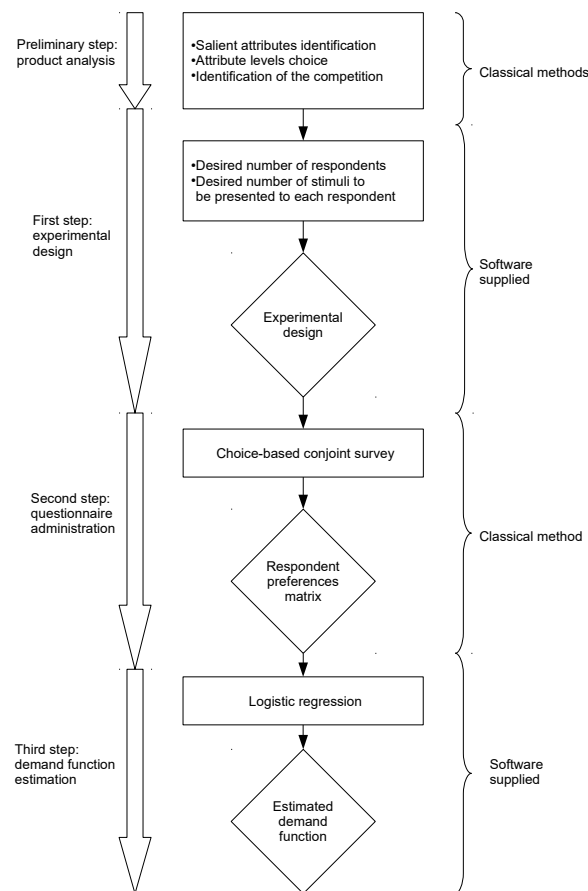 Preliminary step:
product analysis
•Salient attributes identification
•Attribute levels choice
•Identification of the competition
Classical methods
•Desired number of respondents
•Desired number of stimuli to
be presented to each respondent
First step:
experimental
design
Experimental
design
Software
supplied
Choice-based conjoint survey
Second step:
questionnaire
administration
Respondent
preferences
matrix
Classical method
Logistic regression
Third step:
demand function
estimation
Estimated
demand
function
Software
supplied